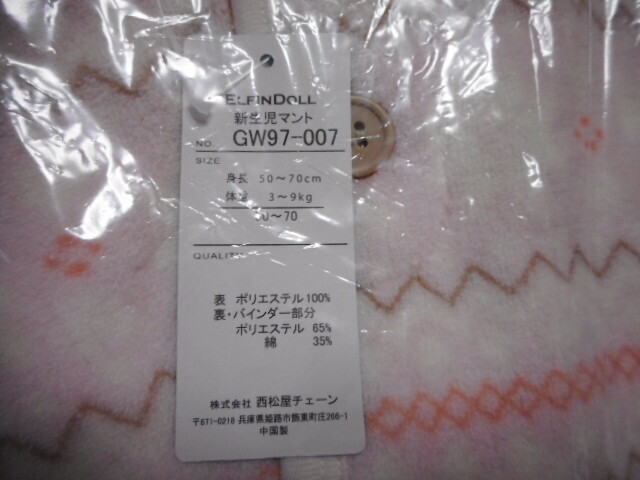 ELFINDOLL
新生児マント
NO. GW97-007
SIZE
身長 50～70cm
体重 3～9kg
50～70
QUALITY
表 ポリエステル100%
裏・バインダー部分
ポリエステル 65%
綿 35%
株式会社 西松屋チェーン
〒671-0218 兵庫県姫路市飾東町庄266-1
中国製